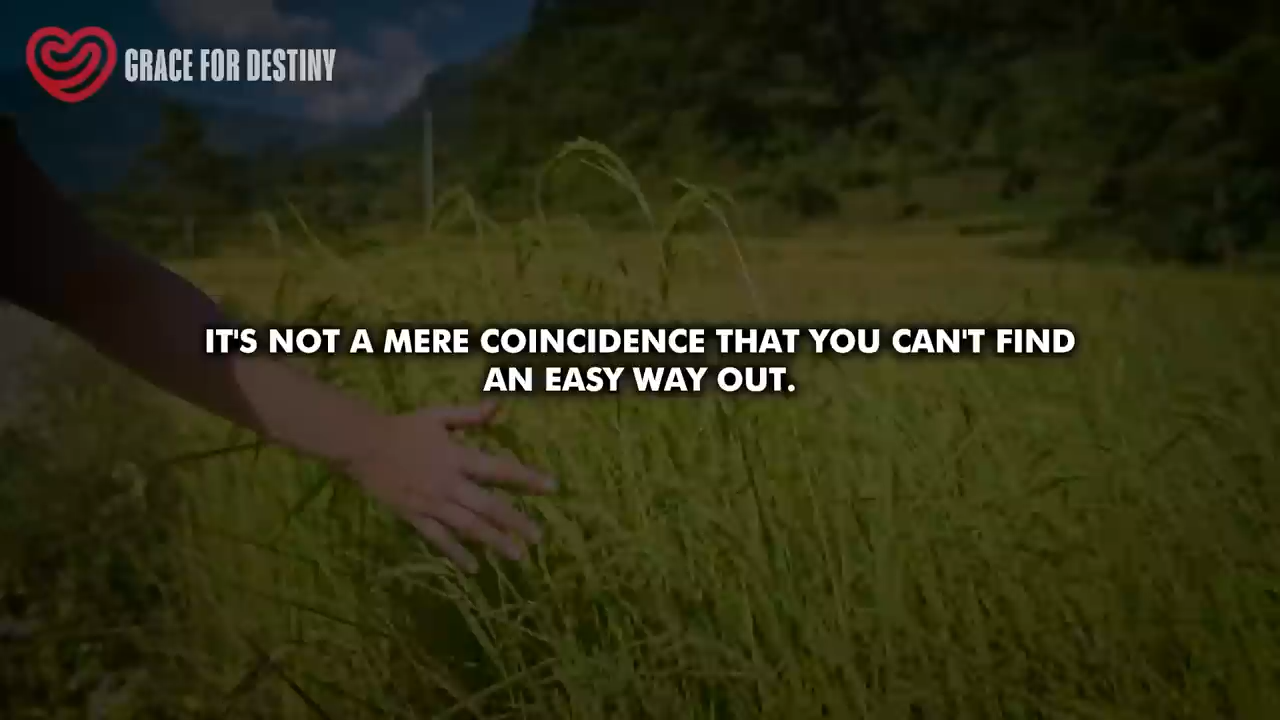 GRACE FOR DESTINY
IT'S NOT A MERE COINCIDENCE THAT YOU CAN'T FIND
AN EASY WAY OUT.